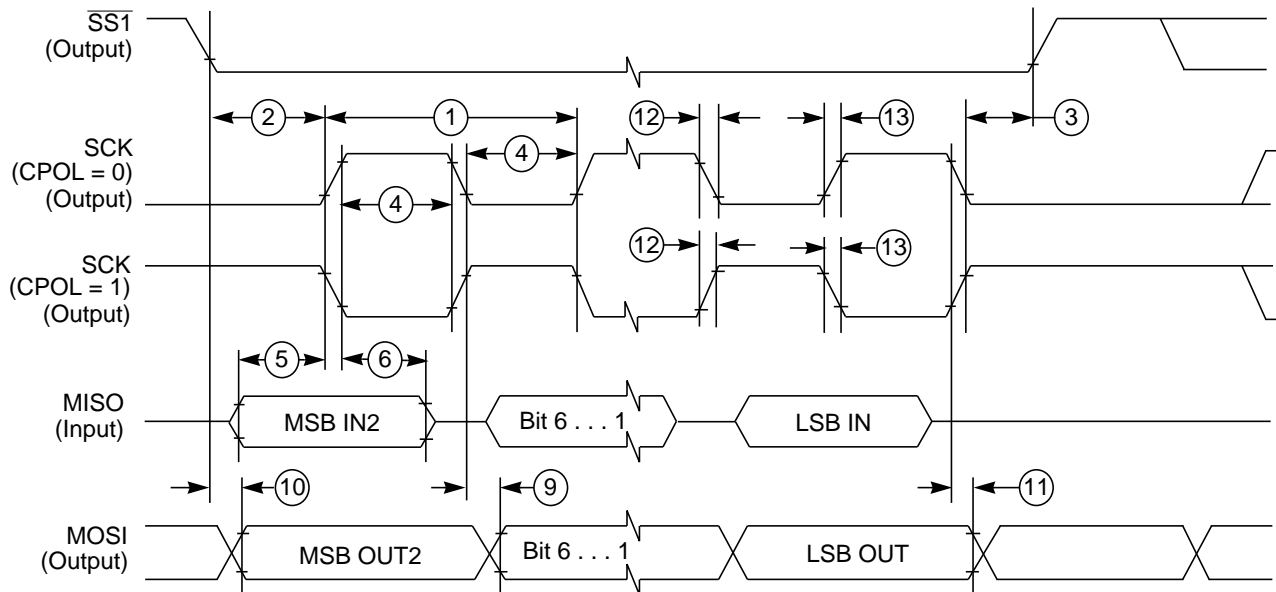 SS1
(Output)
2
1
12
13
3
SCK
(CPOL = 0)
(Output)
4
4
12
13
SCK
(CPOL = 1)
(Output)
5
6
MISO
(Input)
MSB IN2
Bit 6 . . . 1
LSB IN
10
9
11
MOSI
(Output)
MSB OUT2
Bit 6 . . . 1
LSB OUT